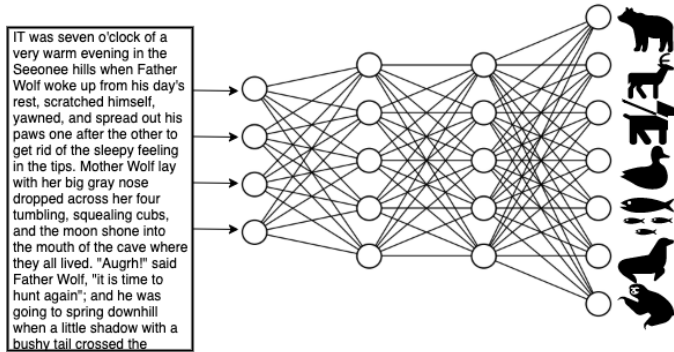 IT was seven o'clock of a
very warm evening in the
Seeonee hills when Father
Wolf woke up from his day's
rest, scratched himself,
yawned, and spread out his
paws one after the other to
get rid of the sleepy feeling
in the tips. Mother Wolf lay
with her big gray nose
dropped across her four
tumbling, squealing cubs,
and the moon shone into
the mouth of the cave where
they all lived. "Augrh!" said
Father Wolf, "it is time to
hunt again"; and he was
going to spring downhill
when a little shadow with a
bushy tail crossed the